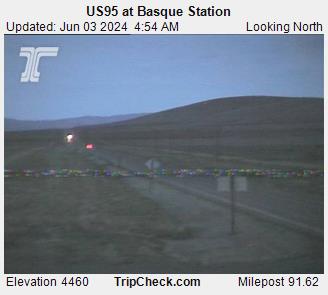 US95 at Basque Station
Updated: Jun 03 2024 4:54 AM Looking North
Elevation 4460 TripCheck.com Milepost 91.62